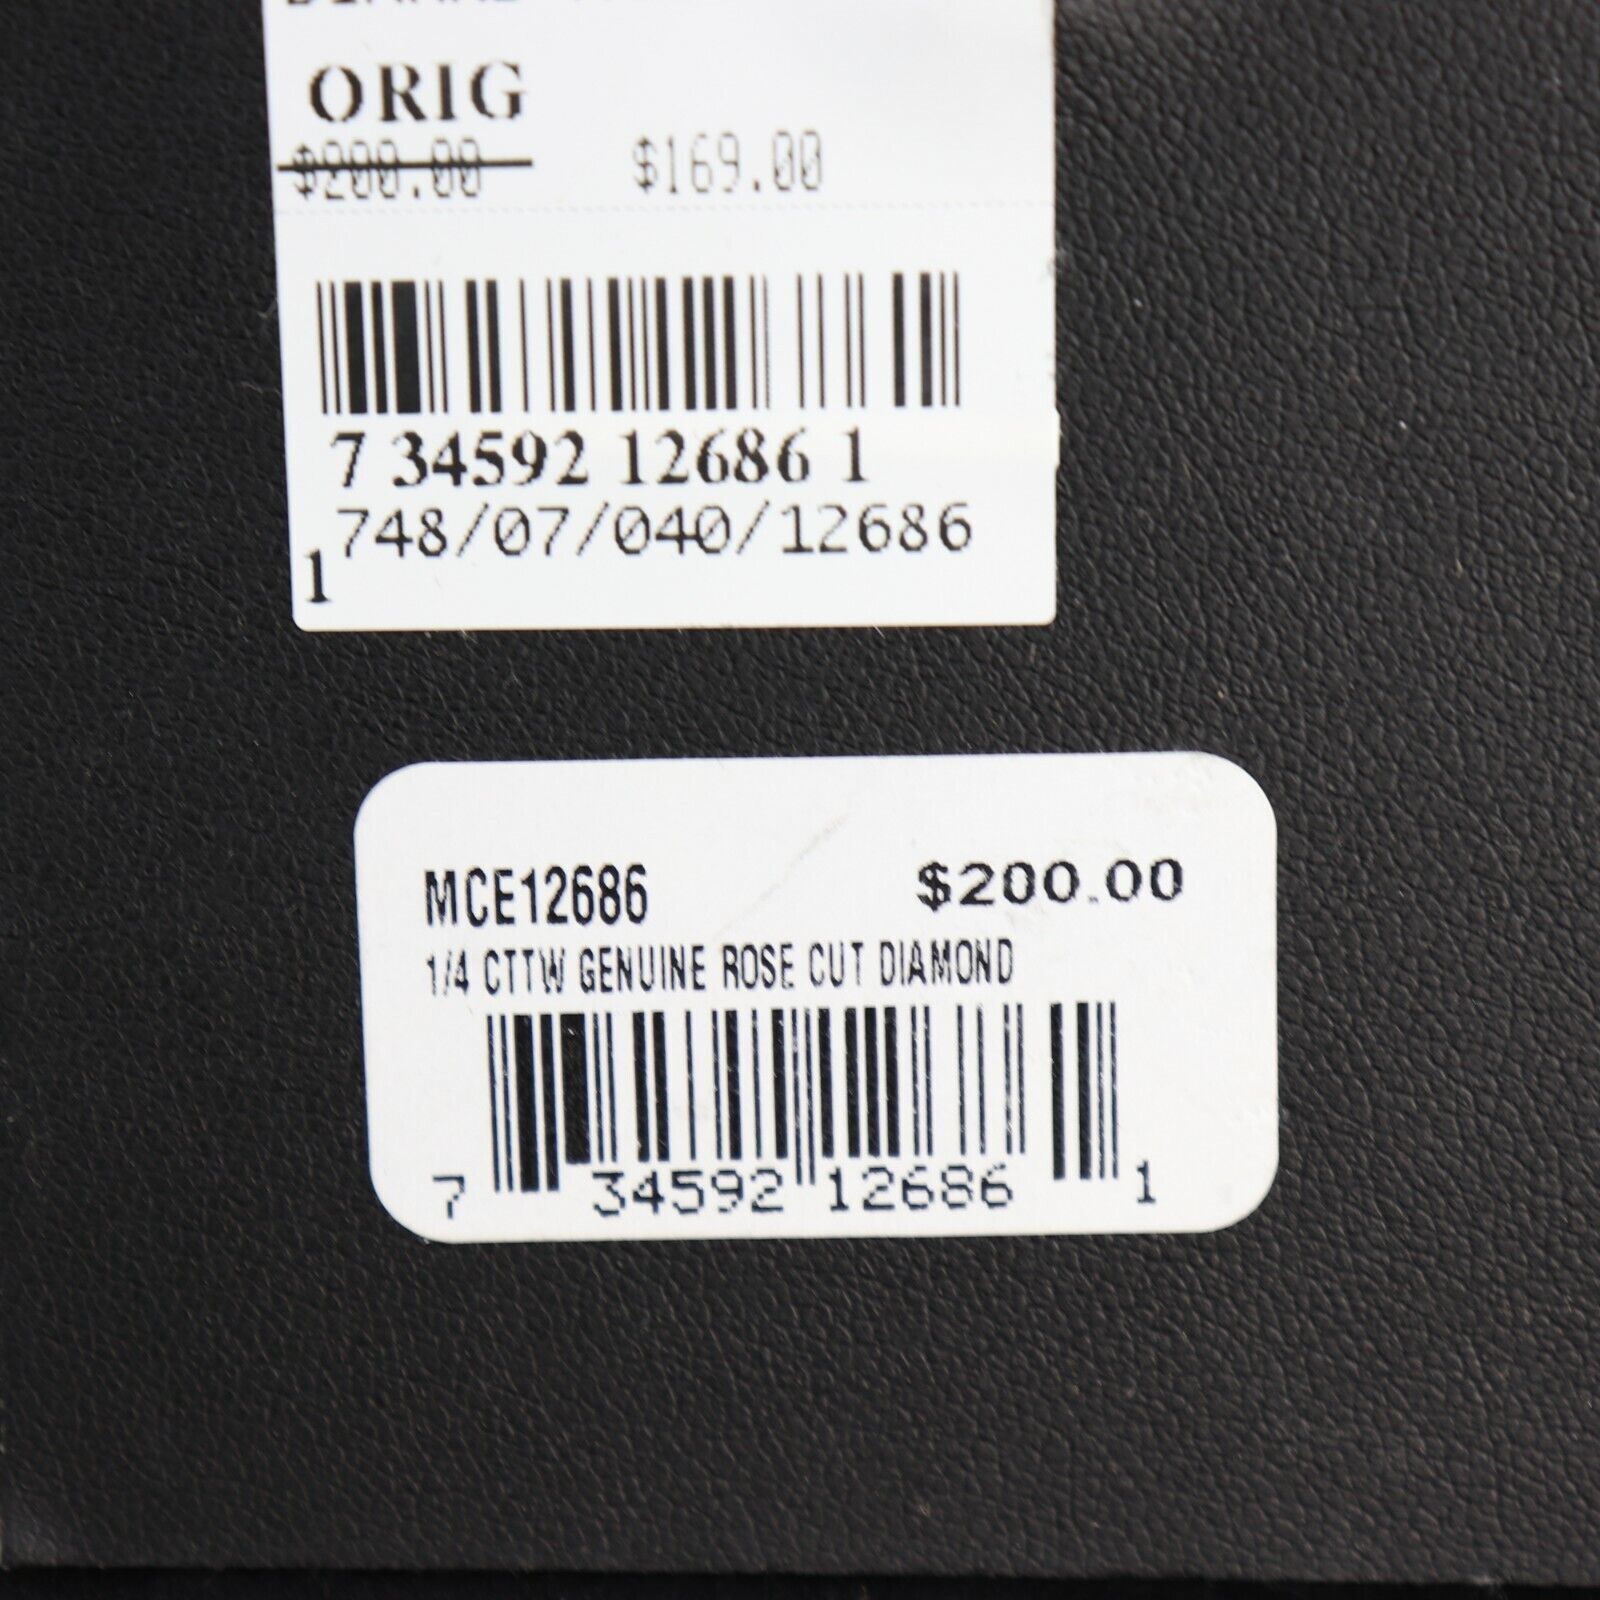 ORIG
$200.00 $169.00
7 34592 12686 1
748/07/040/12686
1
MCE12686 $200.00
1/4 CTTW GENUINE ROSE CUT DIAMOND
7 34592 12686 1